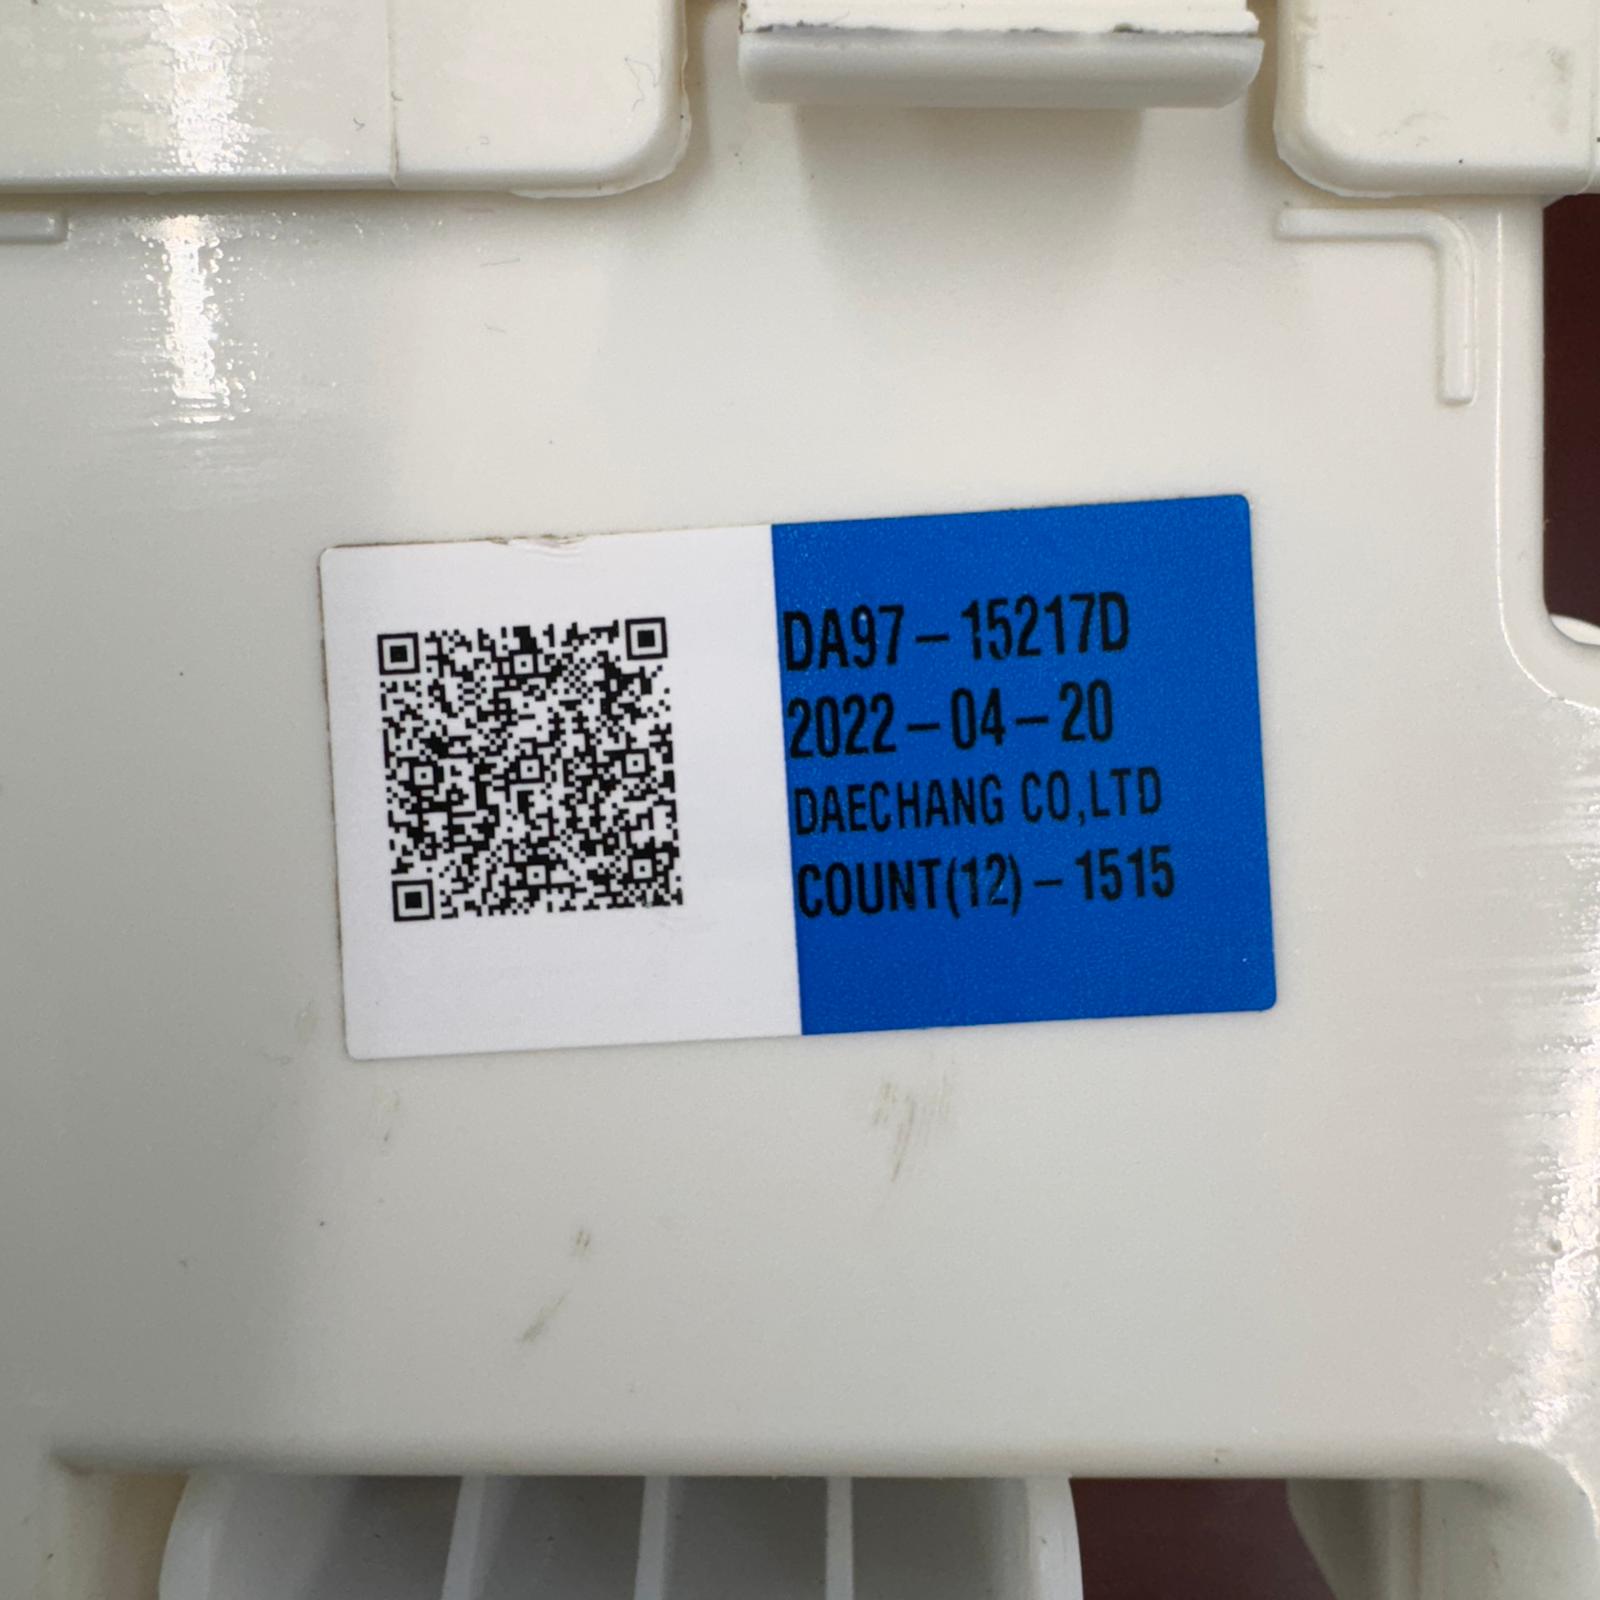 DA97-15217D
2022-04-20
DAECHANG CO,LTD
COUNT(12)-1515